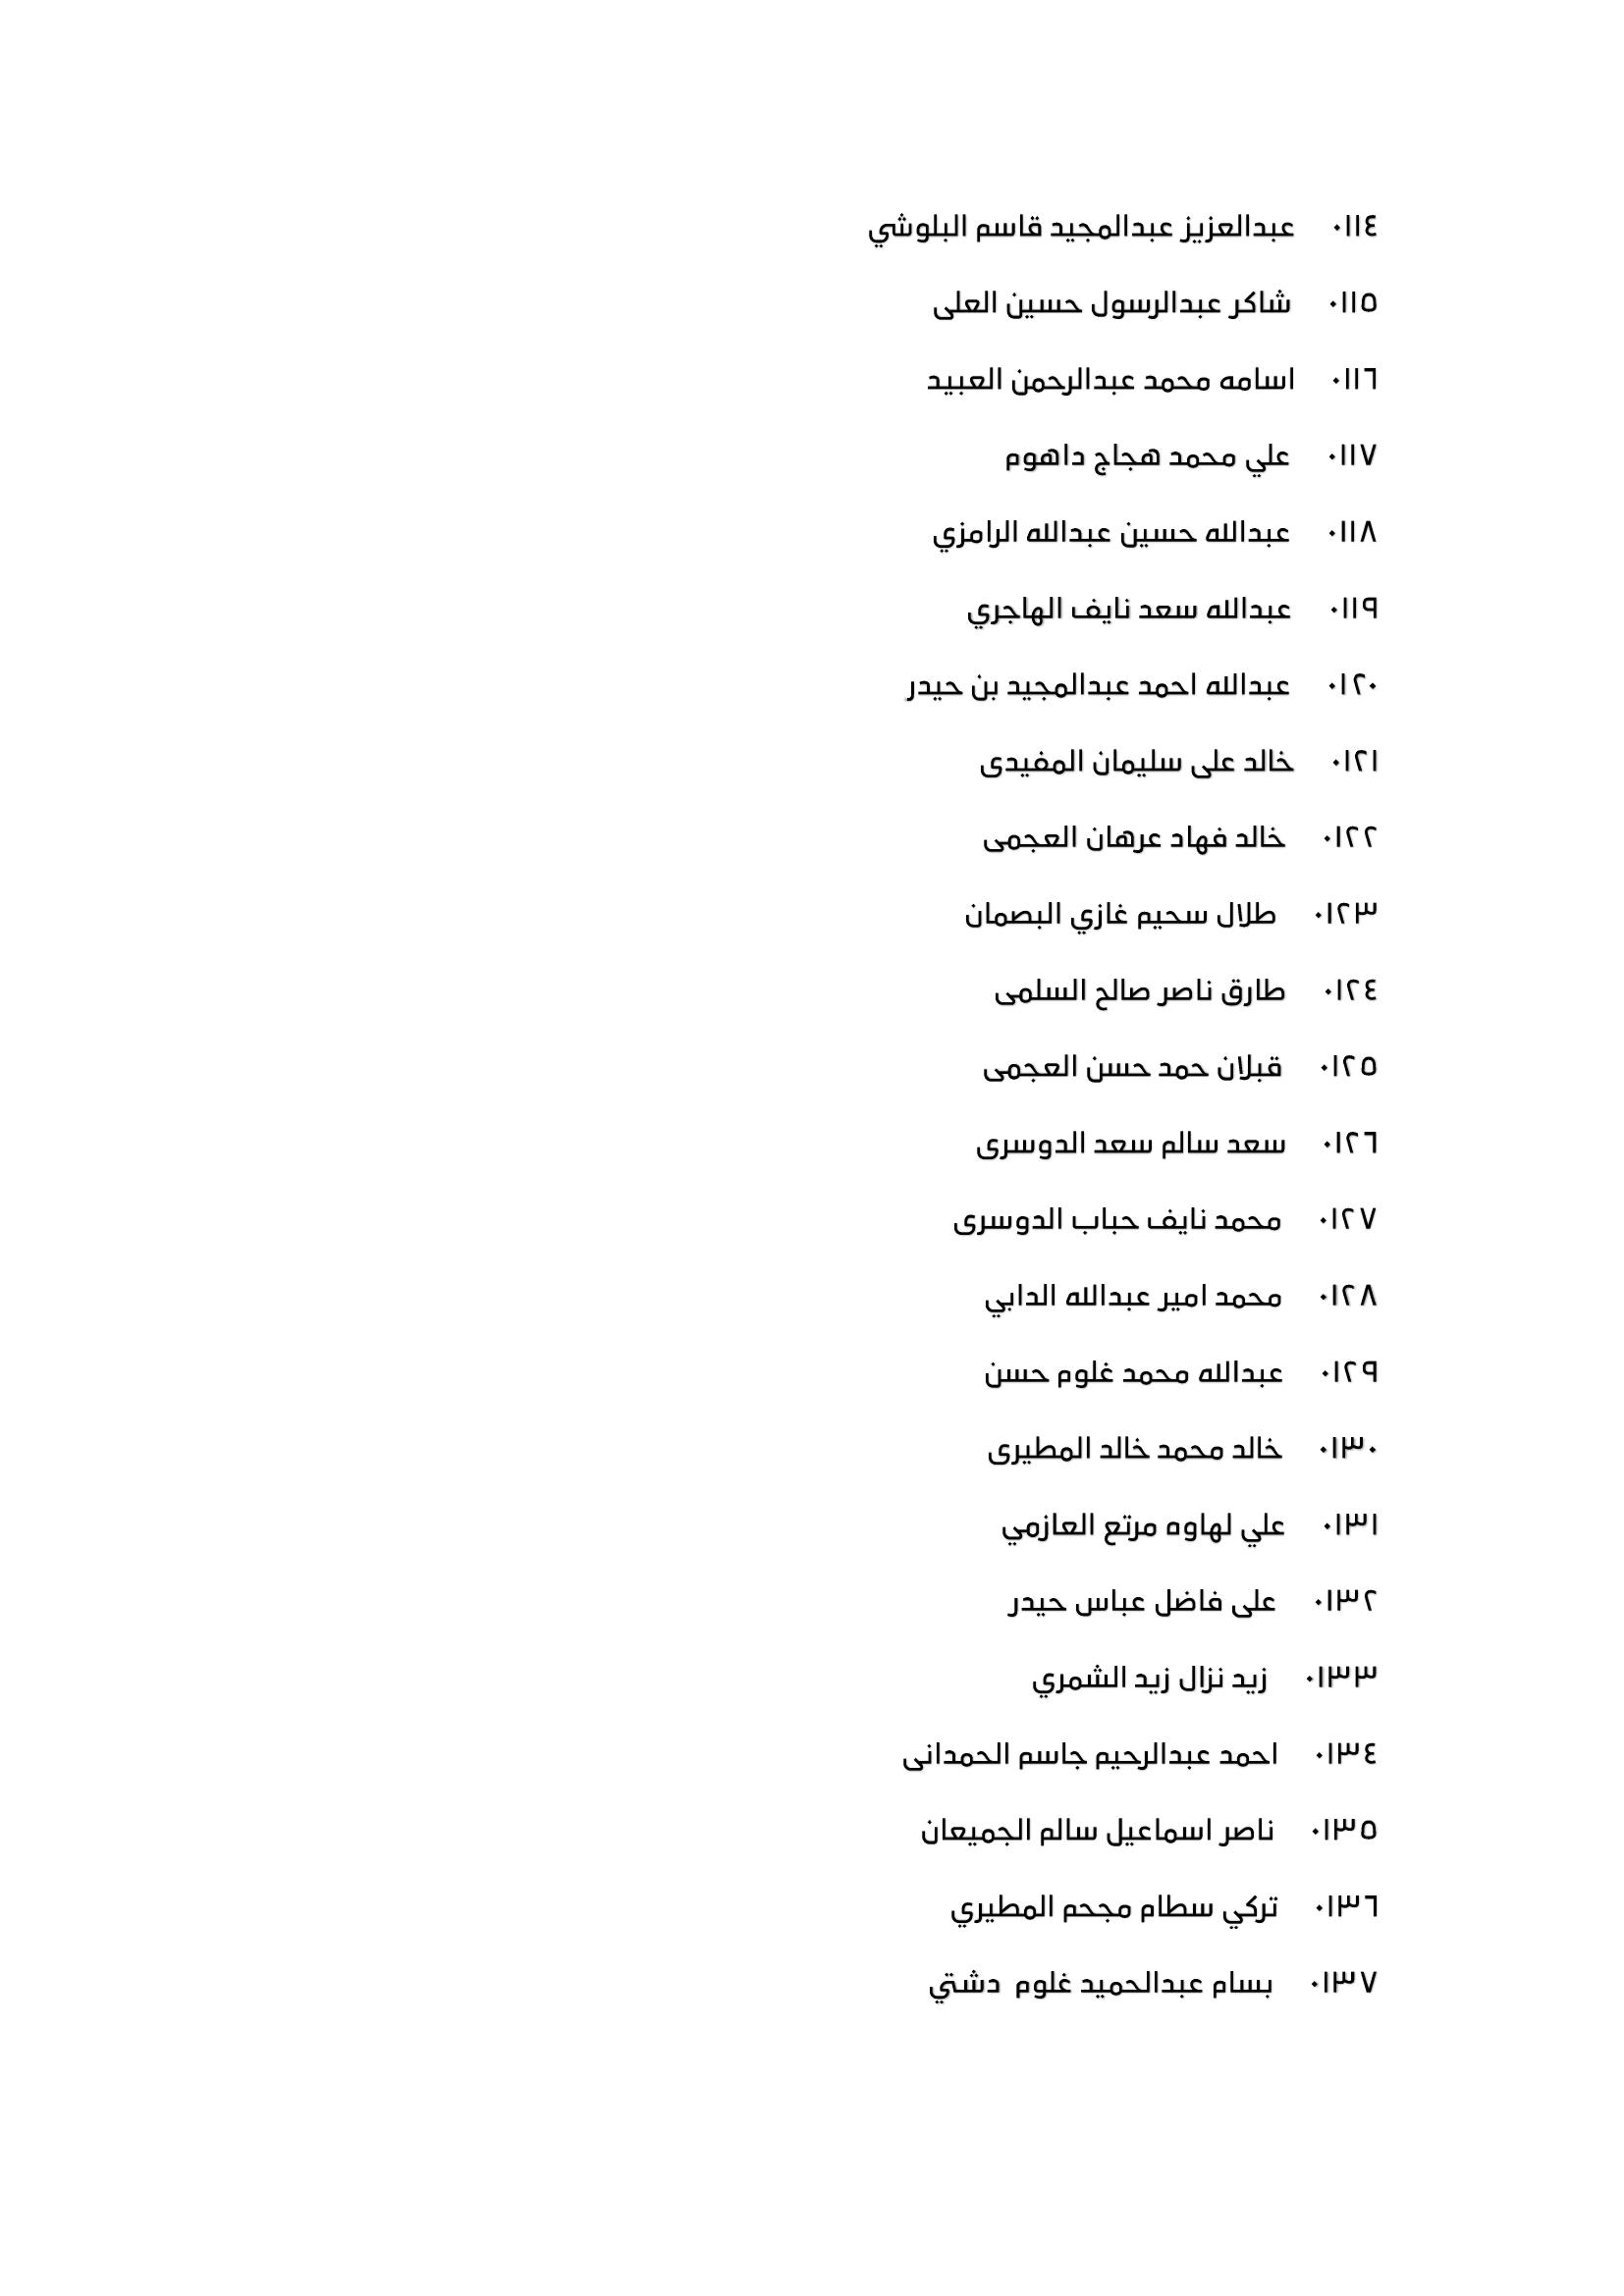 ٠١١٤ عبدالعزيز عبدالمجيد قاسم البلوشي
٠١١٥ شاكر عبدالرسول حسين العلى
٠١١٦ اسامه محمد عبدالرحمن العبيد
٠١١٧ علي محمد هجاج داهوم
٠١١٨ عبدالله حسين عبدالله الرامزي
٠١١٩ عبدالله سعد نايف الهاجري
٠١٢٠ عبدالله احمد عبدالمجيد بن حيدر
٠١٢١ خالد على سليمان المفيدى
٠١٢٢ خالد فهاد عرهان العجمى
٠١٢٣ طلال سحيم غازي البصمان
٠١٢٤ طارق ناصر صالح السلمى
٠١٢٥ قبلان حمد حسن العجمى
٠١٢٦ سعد سالم سعد الدوسرى
٠١٢٧ محمد نايف حباب الدوسرى
٠١٢٨ محمد امير عبدالله الدابي
٠١٢٩ عبدالله محمد غلوم حسن
٠١٣٠ خالد محمد خالد المطيرى
٠١٣١ علي لهاوه مرتع العازمي
٠١٣٢ على فاضل عباس حيدر
٠١٣٣ زيد نزال زيد الشمري
٠١٣٤ احمد عبدالرحيم جاسم الحمدانى
٠١٣٥ ناصر اسماعيل سالم الجميعان
٠١٣٦ تركي سطام مجحم المطيري
٠١٣٧ بسام عبدالحميد غلوم دشتي